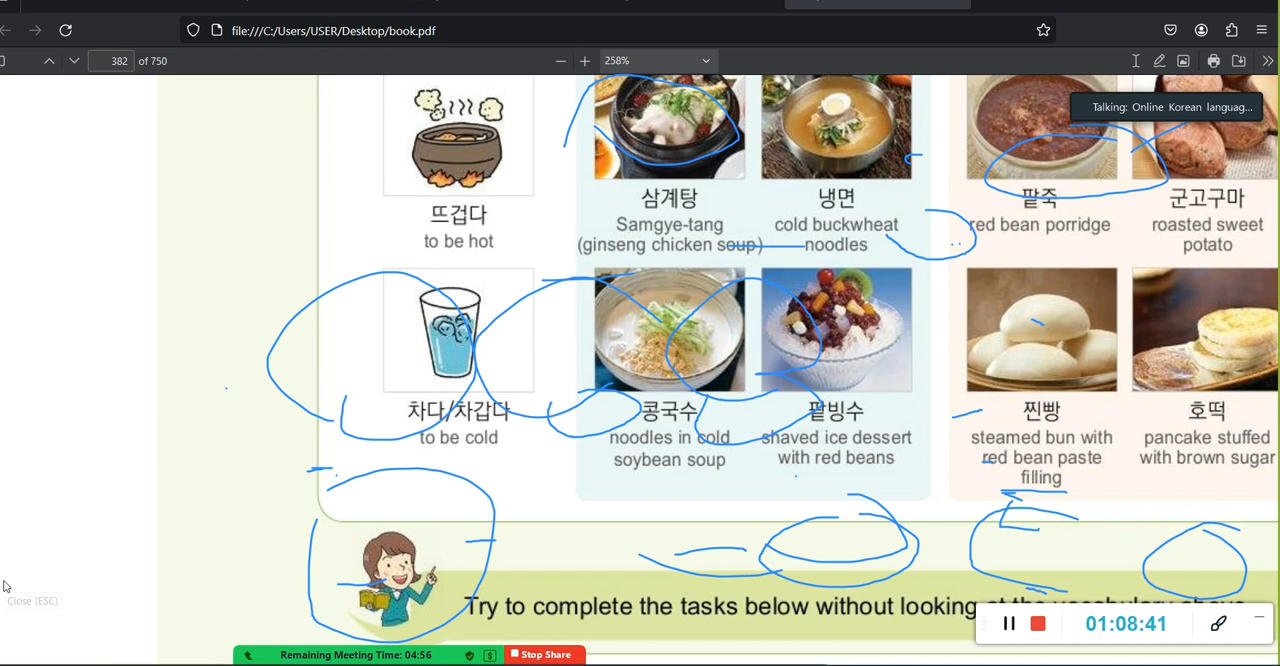 file:///C:/Users/USER/Desktop/book.pdf
382 of 750
258%
Talking: Online Korean languag...
뜨겁다
to be hot
삼계탕
Samgye-tang
(ginseng chicken soup)
냉면
cold buckwheat
noodles
팥죽
red bean porridge
군고구마
roasted sweet
potato
차다/차갑다
to be cold
콩국수
noodles in cold
soybean soup
팥빙수
shaved ice dessert
with red beans
찐빵
steamed bun with
red bean paste
filling
호떡
pancake stuffed
with brown sugar
Close (ESC)
Try to complete the tasks below without looking at the vocabulary above
01:08:41
Remaining Meeting Time: 04:56
Stop Share